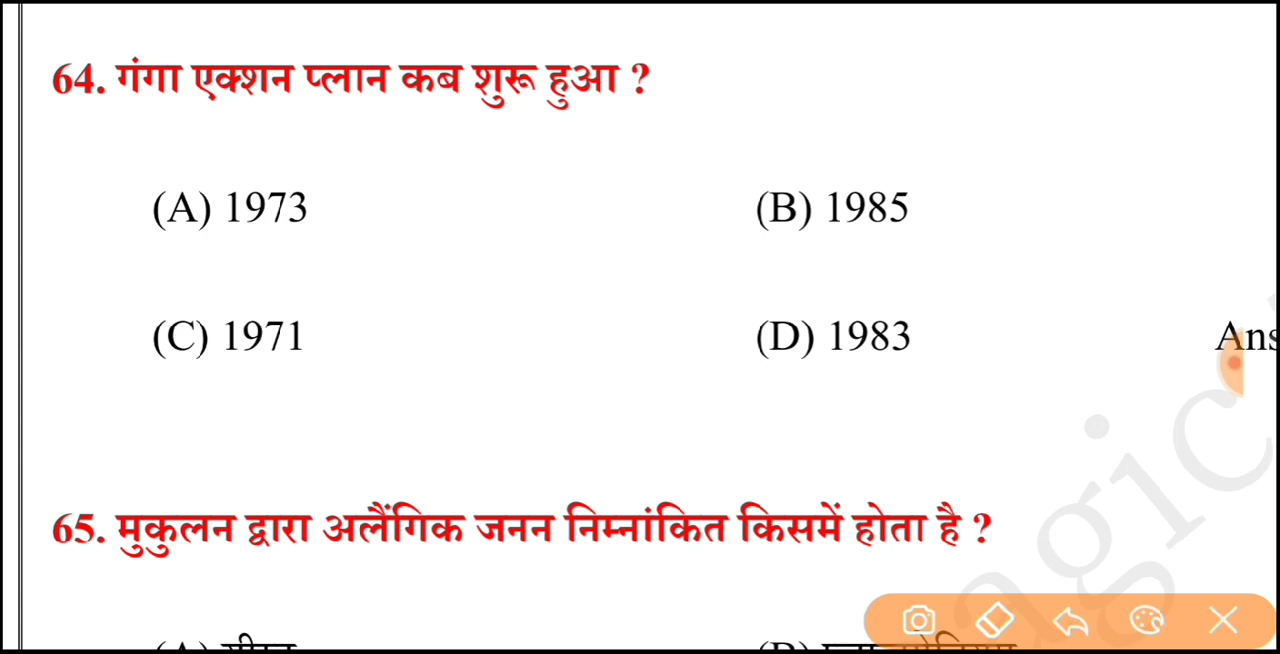 64. गंगा एक्शन प्लान कब शुरू हुआ ?
(A) 1973 (B) 1985
(C) 1971 (D) 1983 Ans
65. मुकुलन द्वारा अलैंगिक जनन निम्नांकित किसमें होता है ?